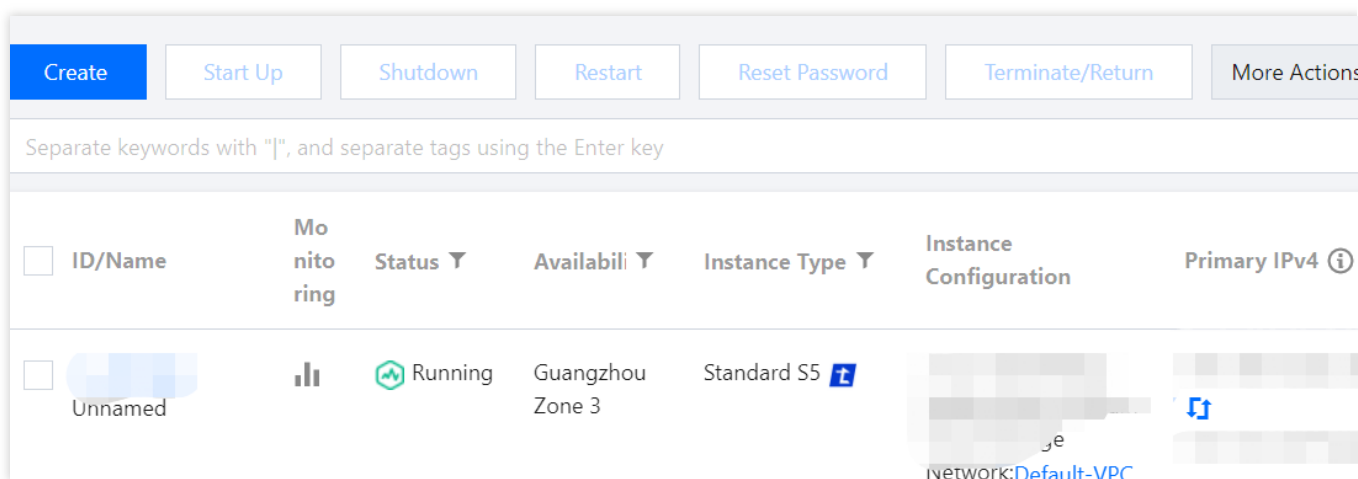 Create Start Up Shutdown Restart Reset Password Terminate/Return More Actions
Separate keywords with "|", and separate tags using the Enter key
ID/Name
Mo
nito
ring
Status
Availabili
Instance Type
Instance
Configuration
Primary IPv4
Unnamed
Running
Guangzhou
Zone 3
Standard S5
ge
Network:Default-VPC